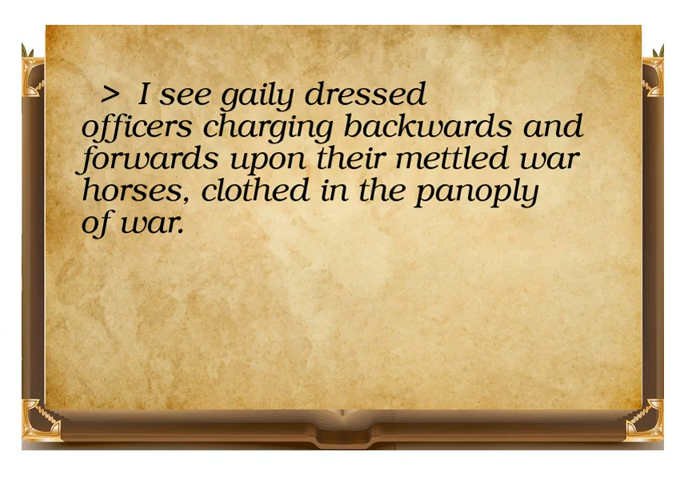 > I see gaily dressed
officers charging backwards and
forwards upon their mettled war
horses, clothed in the panoply
of war.